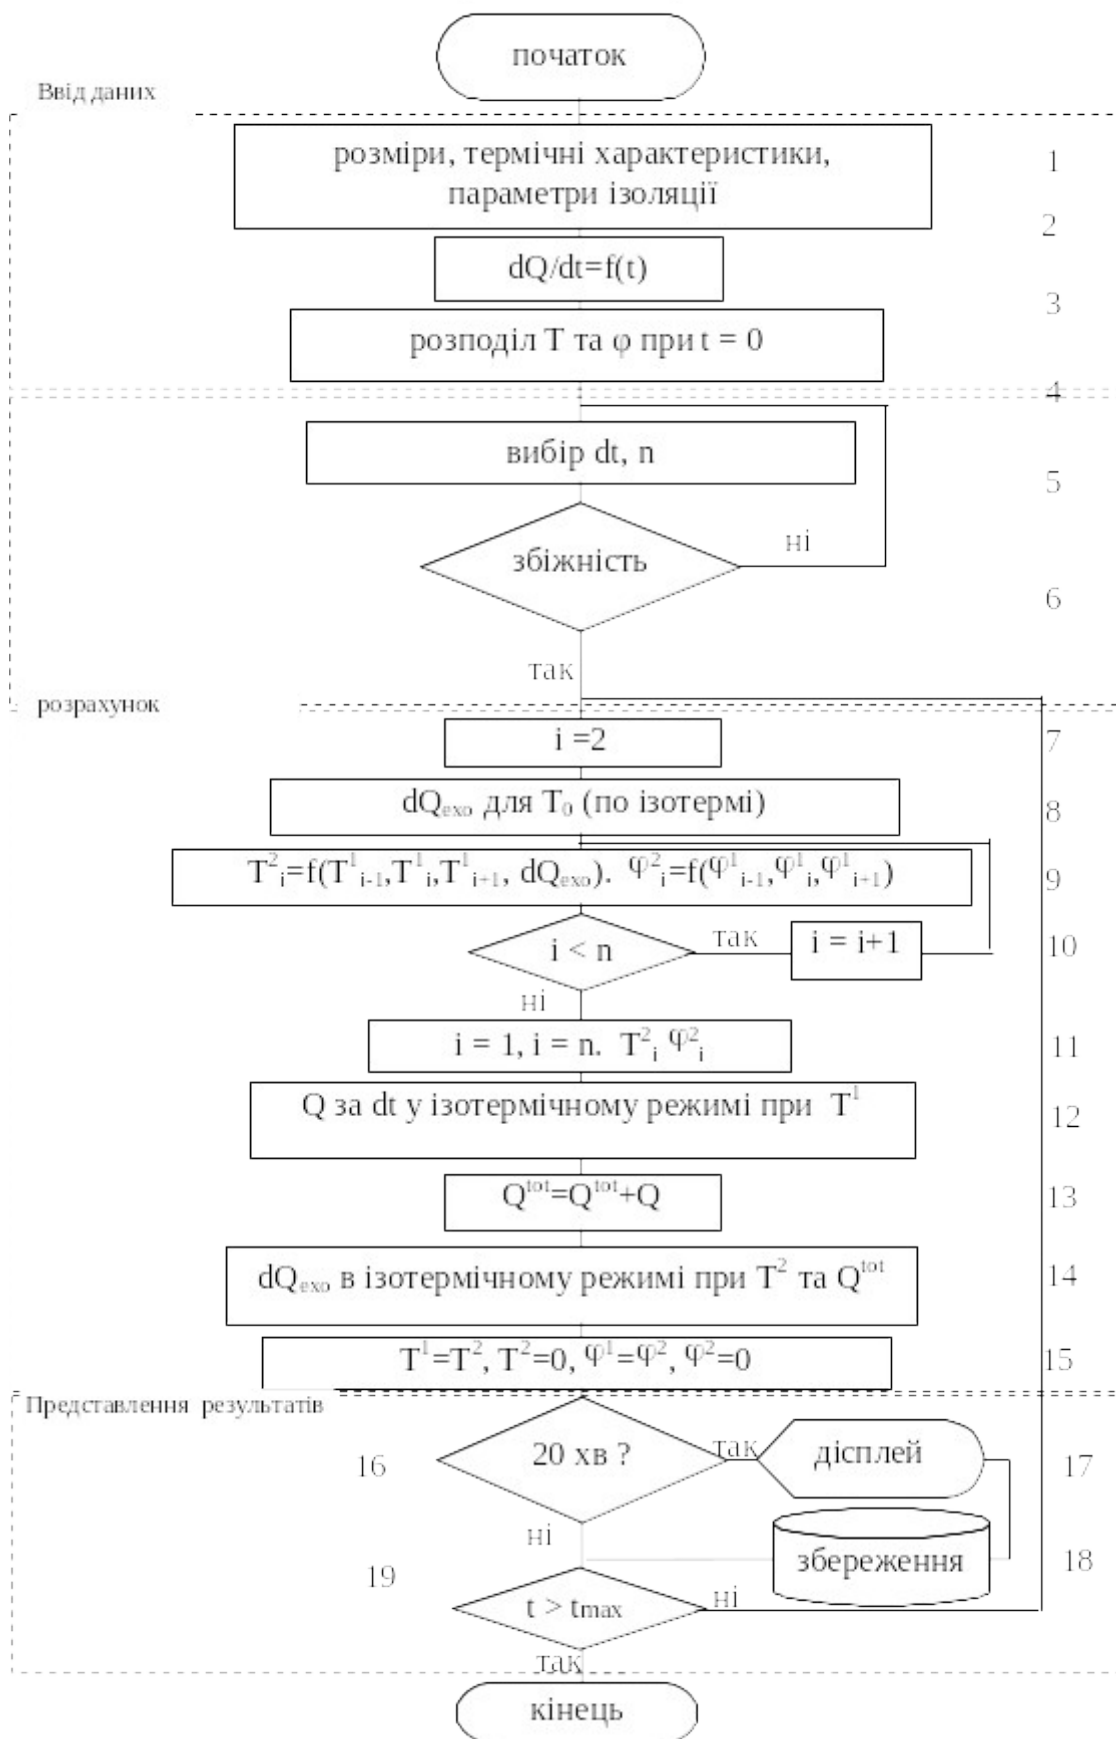 початок
Ввід даних
розміри, термічні характеристики,
параметри ізоляції
1
2
dQ/dt=f(t)
3
розподіл T та φ при t = 0
4
вибір dt, n
5
збіжність
ні
6
так
розрахунок
i =2
7
dQexo для T0 (по ізотермі)
8
T²i=f(T¹i-1,T¹i,T¹i+1, dQexo). φ²i=f(φ¹i-1,φ¹i,φ¹i+1)
9
i < n
так
i = i+1
10
ні
i = 1, i = n. T²i φ²i
11
Q за dt у ізотермічному режимі при T¹
12
Q^tot=Q^tot+Q
13
dQexo в ізотермічному режимі при T² та Q^tot
14
T¹=T², T²=0, φ¹=φ², φ²=0
15
Представлення результатів
16
20 хв ?
так
дісплей
17
ні
збереження
18
19
t > tmax
ні
так
кінець